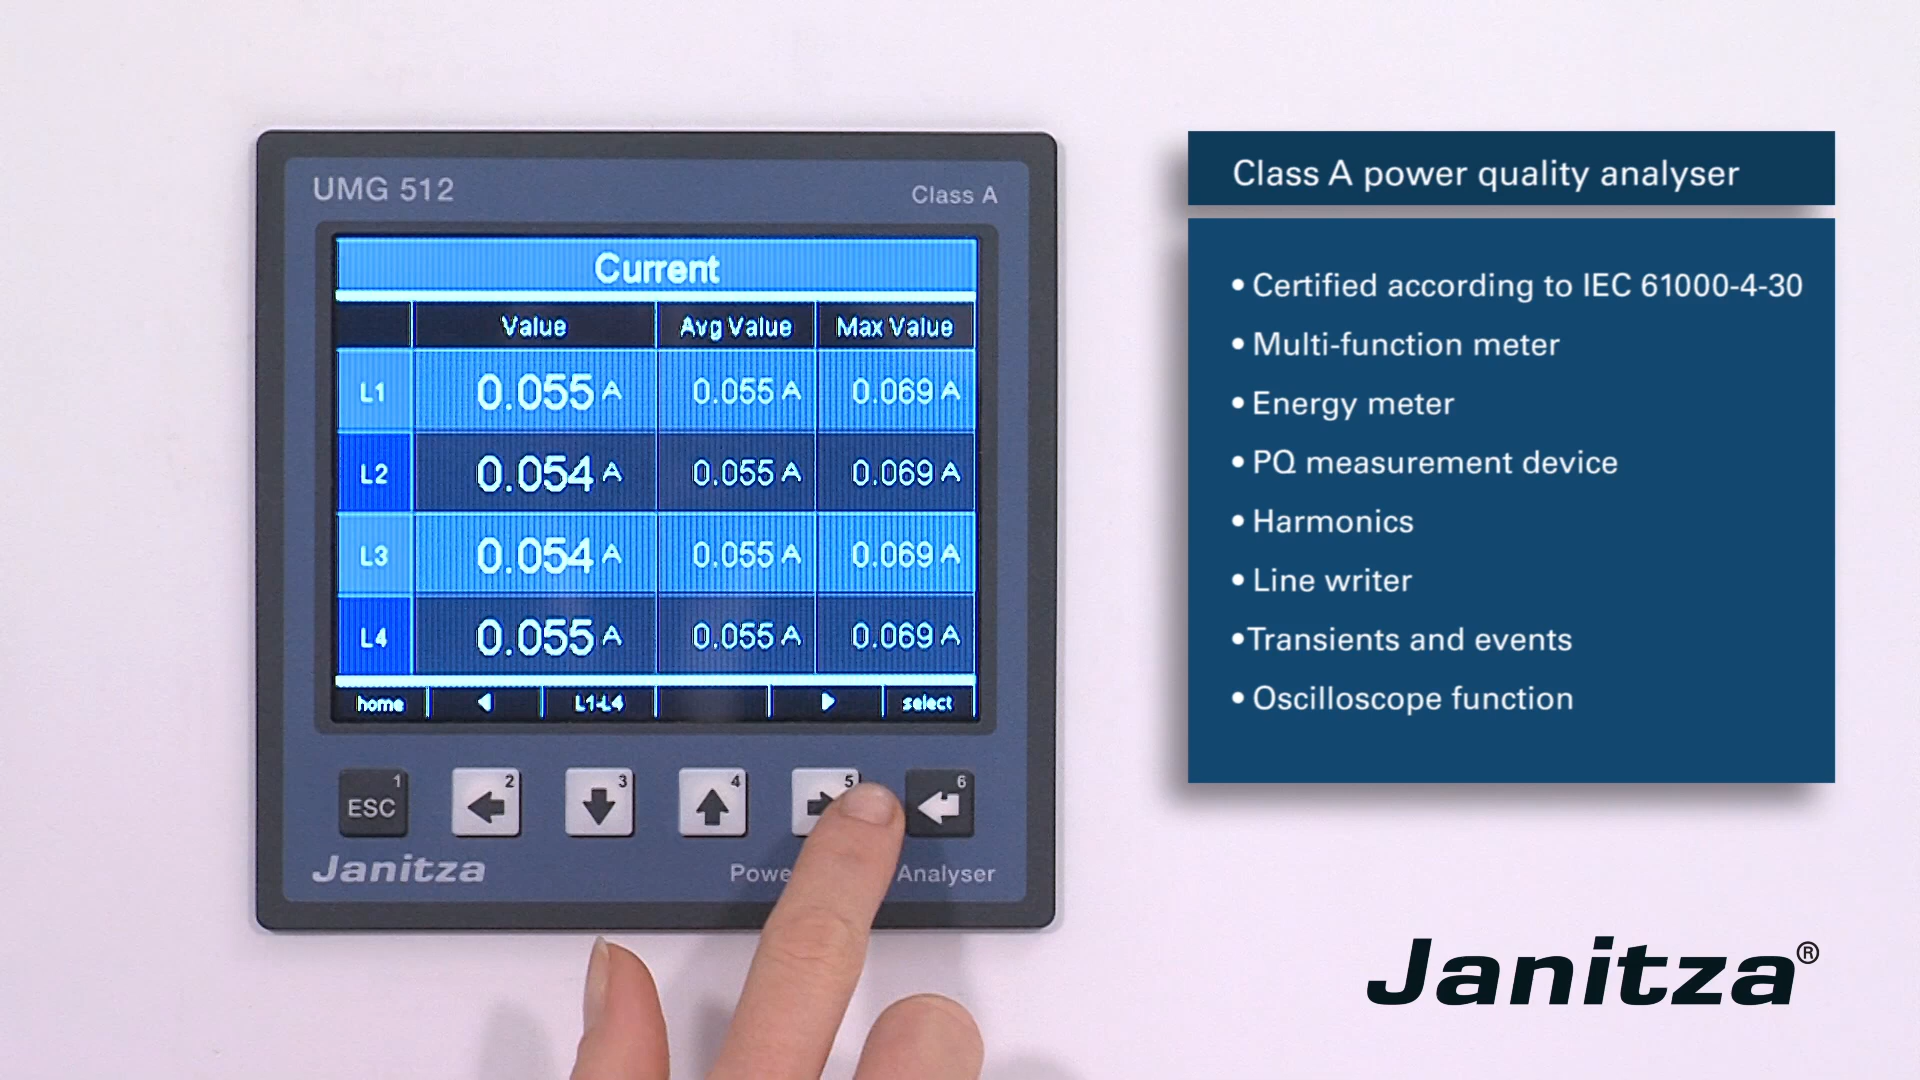 UMG 512
Class A
Current
Value Avg Value Max Value
L1 0.055 A 0.055 A 0.069 A
L2 0.054 A 0.055 A 0.069 A
L3 0.054 A 0.055 A 0.069 A
L4 0.055 A 0.055 A 0.069 A
home L1-L4 select
1 2 3 4 5 6
ESC
Janitza
Analyser
Class A power quality analyser
• Certified according to IEC 61000-4-30
• Multi-function meter
• Energy meter
• PQ measurement device
• Harmonics
• Line writer
• Transients and events
• Oscilloscope function
Janitza®